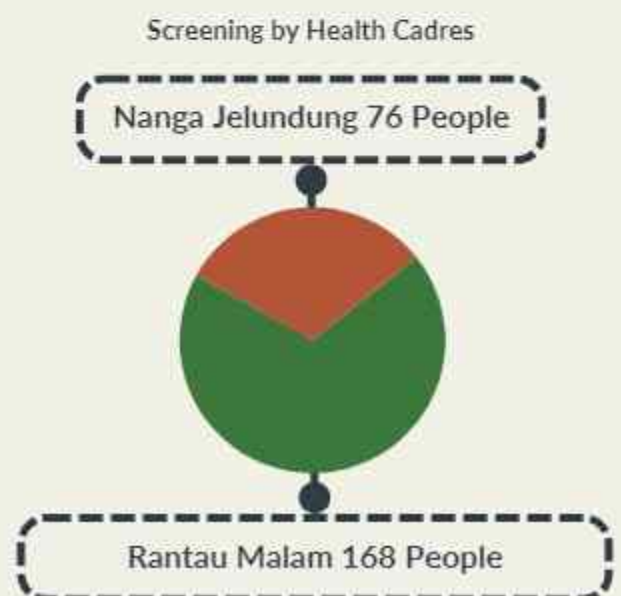 Screening by Health Cadres
Nanga Jelundung 76 People
Rantau Malam 168 People